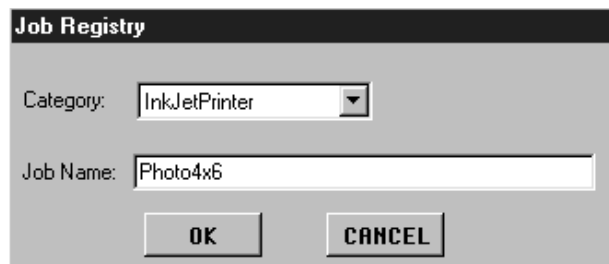 Job Registry
Category: InkJetPrinter
Job Name: Photo4x6
OK CANCEL